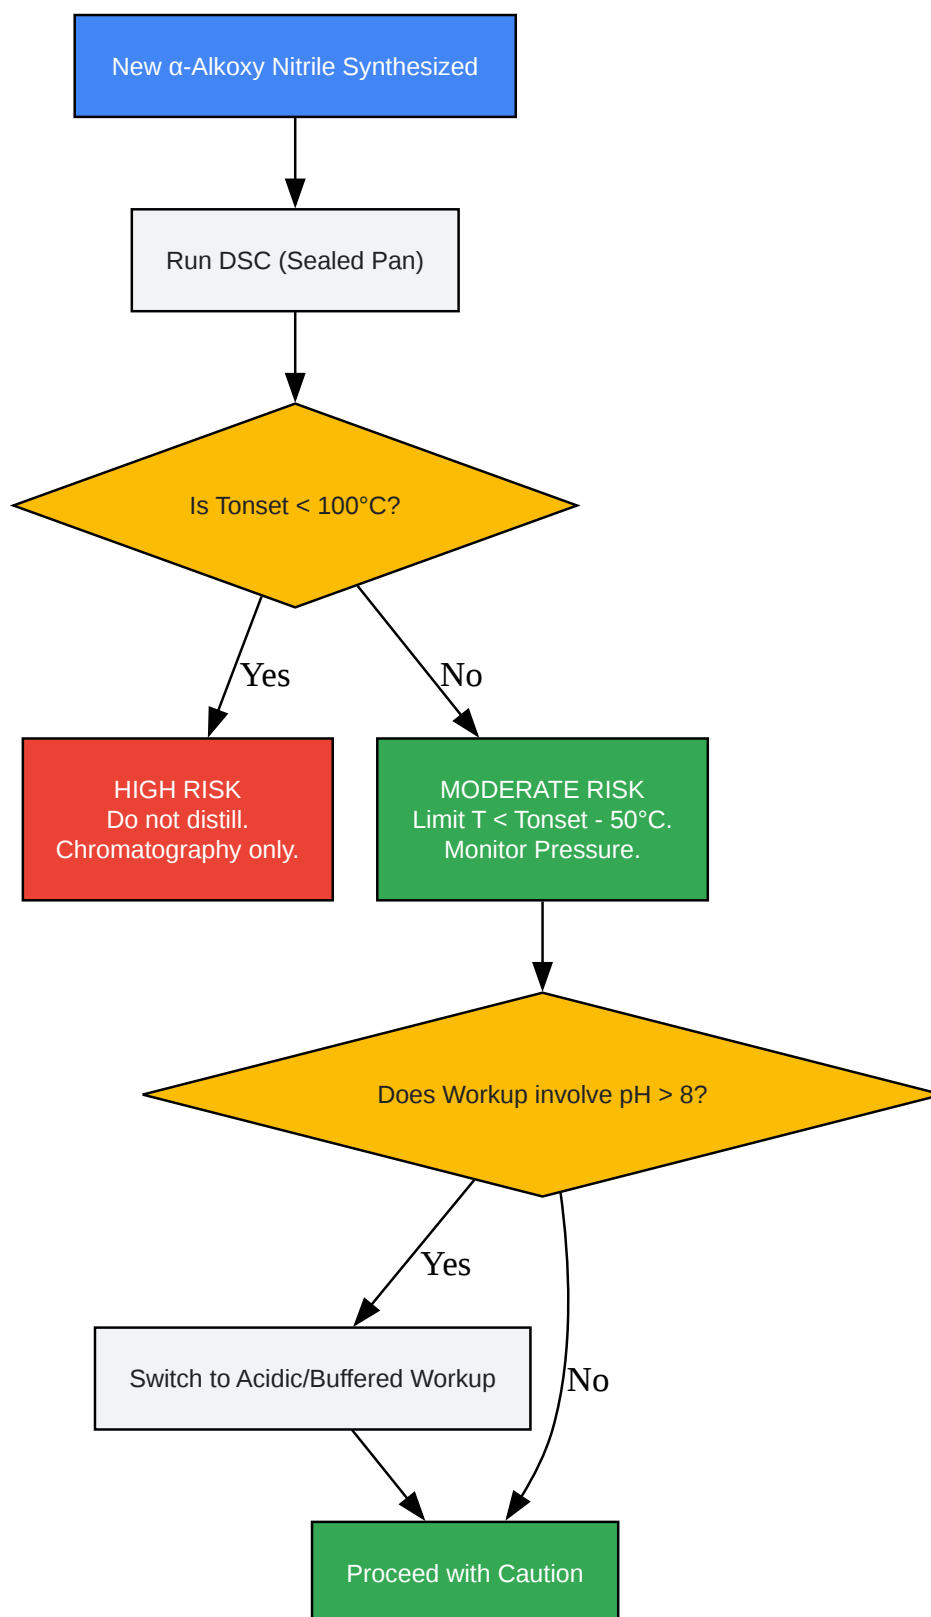 New α-Alkoxy Nitrile Synthesized
Run DSC (Sealed Pan)
Is Tonset < 100°C?
Yes
No
HIGH RISK
Do not distill.
Chromatography only.
MODERATE RISK
Limit T < Tonset - 50°C.
Monitor Pressure.
Does Workup involve pH > 8?
Yes
Switch to Acidic/Buffered Workup
No
Proceed with Caution